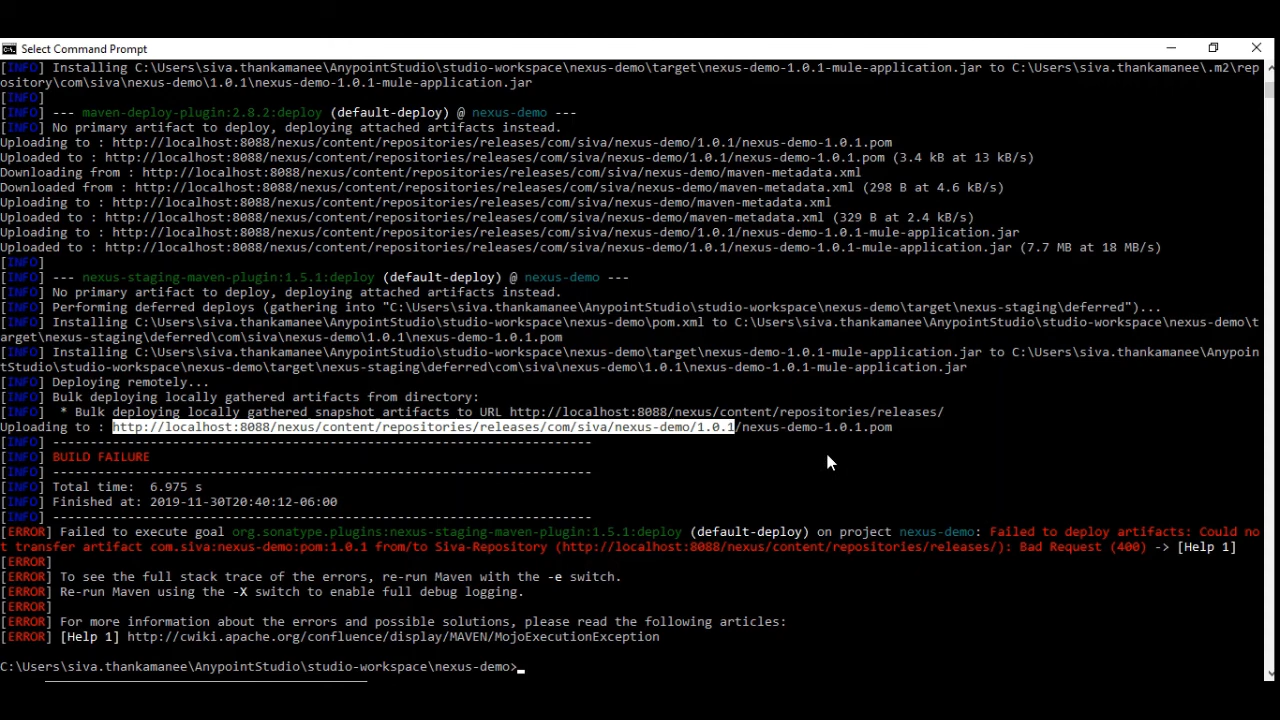 Select Command Prompt
[INFO] Installing C:\Users\siva.thankamanee\AnypointStudio\studio-workspace\nexus-demo\target\nexus-demo-1.0.1-mule-application.jar to C:\Users\siva.thankamanee\.m2\rep
ository\com\siva\nexus-demo\1.0.1\nexus-demo-1.0.1-mule-application.jar
[INFO]
[INFO] --- maven-deploy-plugin:2.8.2:deploy (default-deploy) @ nexus-demo ---
[INFO] No primary artifact to deploy, deploying attached artifacts instead.
Uploading to : http://localhost:8088/nexus/content/repositories/releases/com/siva/nexus-demo/1.0.1/nexus-demo-1.0.1.pom
Uploaded to : http://localhost:8088/nexus/content/repositories/releases/com/siva/nexus-demo/1.0.1/nexus-demo-1.0.1.pom (3.4 kB at 13 kB/s)
Downloading from : http://localhost:8088/nexus/content/repositories/releases/com/siva/nexus-demo/maven-metadata.xml
Downloaded from : http://localhost:8088/nexus/content/repositories/releases/com/siva/nexus-demo/maven-metadata.xml (298 B at 4.6 kB/s)
Uploading to : http://localhost:8088/nexus/content/repositories/releases/com/siva/nexus-demo/maven-metadata.xml
Uploaded to : http://localhost:8088/nexus/content/repositories/releases/com/siva/nexus-demo/maven-metadata.xml (329 B at 2.4 kB/s)
Uploading to : http://localhost:8088/nexus/content/repositories/releases/com/siva/nexus-demo/1.0.1/nexus-demo-1.0.1-mule-application.jar
Uploaded to : http://localhost:8088/nexus/content/repositories/releases/com/siva/nexus-demo/1.0.1/nexus-demo-1.0.1-mule-application.jar (7.7 MB at 18 MB/s)
[INFO]
[INFO] --- nexus-staging-maven-plugin:1.5.1:deploy (default-deploy) @ nexus-demo ---
[INFO] No primary artifact to deploy, deploying attached artifacts instead.
[INFO] Performing deferred deploys (gathering into "C:\Users\siva.thankamanee\AnypointStudio\studio-workspace\nexus-demo\target\nexus-staging\deferred")...
[INFO] Installing C:\Users\siva.thankamanee\AnypointStudio\studio-workspace\nexus-demo\pom.xml to C:\Users\siva.thankamanee\AnypointStudio\studio-workspace\nexus-demo\t
arget\nexus-staging\deferred\com\siva\nexus-demo\1.0.1\nexus-demo-1.0.1.pom
[INFO] Installing C:\Users\siva.thankamanee\AnypointStudio\studio-workspace\nexus-demo\target\nexus-demo-1.0.1-mule-application.jar to C:\Users\siva.thankamanee\Anypoin
tStudio\studio-workspace\nexus-demo\target\nexus-staging\deferred\com\siva\nexus-demo\1.0.1\nexus-demo-1.0.1-mule-application.jar
[INFO] Deploying remotely...
[INFO] Bulk deploying locally gathered artifacts from directory:
[INFO]  * Bulk deploying locally gathered snapshot artifacts to URL http://localhost:8088/nexus/content/repositories/releases/
Uploading to : http://localhost:8088/nexus/content/repositories/releases/com/siva/nexus-demo/1.0.1/nexus-demo-1.0.1.pom
[INFO] ------------------------------------------------------------------------
[INFO] BUILD FAILURE
[INFO] ------------------------------------------------------------------------
[INFO] Total time:  6.975 s
[INFO] Finished at: 2019-11-30T20:40:12-06:00
[INFO] ------------------------------------------------------------------------
[ERROR] Failed to execute goal org.sonatype.plugins:nexus-staging-maven-plugin:1.5.1:deploy (default-deploy) on project nexus-demo: Failed to deploy artifacts: Could no
t transfer artifact com.siva:nexus-demo:pom:1.0.1 from/to Siva-Repository (http://localhost:8088/nexus/content/repositories/releases/): Bad Request (400) -> [Help 1]
[ERROR]
[ERROR] To see the full stack trace of the errors, re-run Maven with the -e switch.
[ERROR] Re-run Maven using the -X switch to enable full debug logging.
[ERROR]
[ERROR] For more information about the errors and possible solutions, please read the following articles:
[ERROR] [Help 1] http://cwiki.apache.org/confluence/display/MAVEN/MojoExecutionException
C:\Users\siva.thankamanee\AnypointStudio\studio-workspace\nexus-demo>